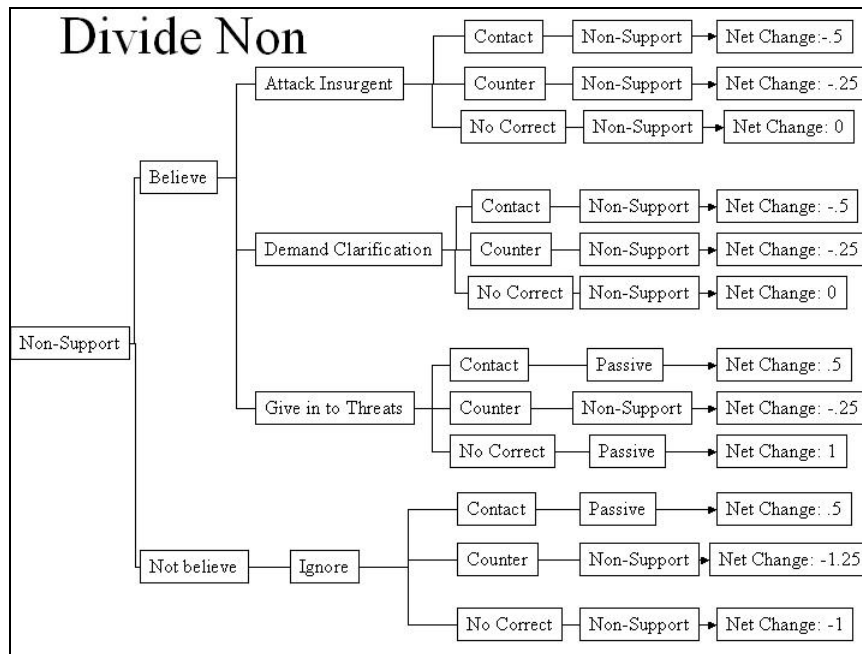 Divide Non
Contact Non-Support Net Change:-.5
Attack Insurgent Counter Non-Support Net Change: -.25
No Correct Non-Support Net Change: 0
Believe
Contact Non-Support Net Change: -.5
Demand Clarification Counter Non-Support Net Change: -.25
No Correct Non-Support Net Change: 0
Non-Support
Contact Passive Net Change: .5
Give in to Threats Counter Non-Support Net Change: -.25
No Correct Passive Net Change: 1
Contact Passive Net Change: .5
Not believe Ignore Counter Non-Support Net Change: -1.25
No Correct Non-Support Net Change: -1